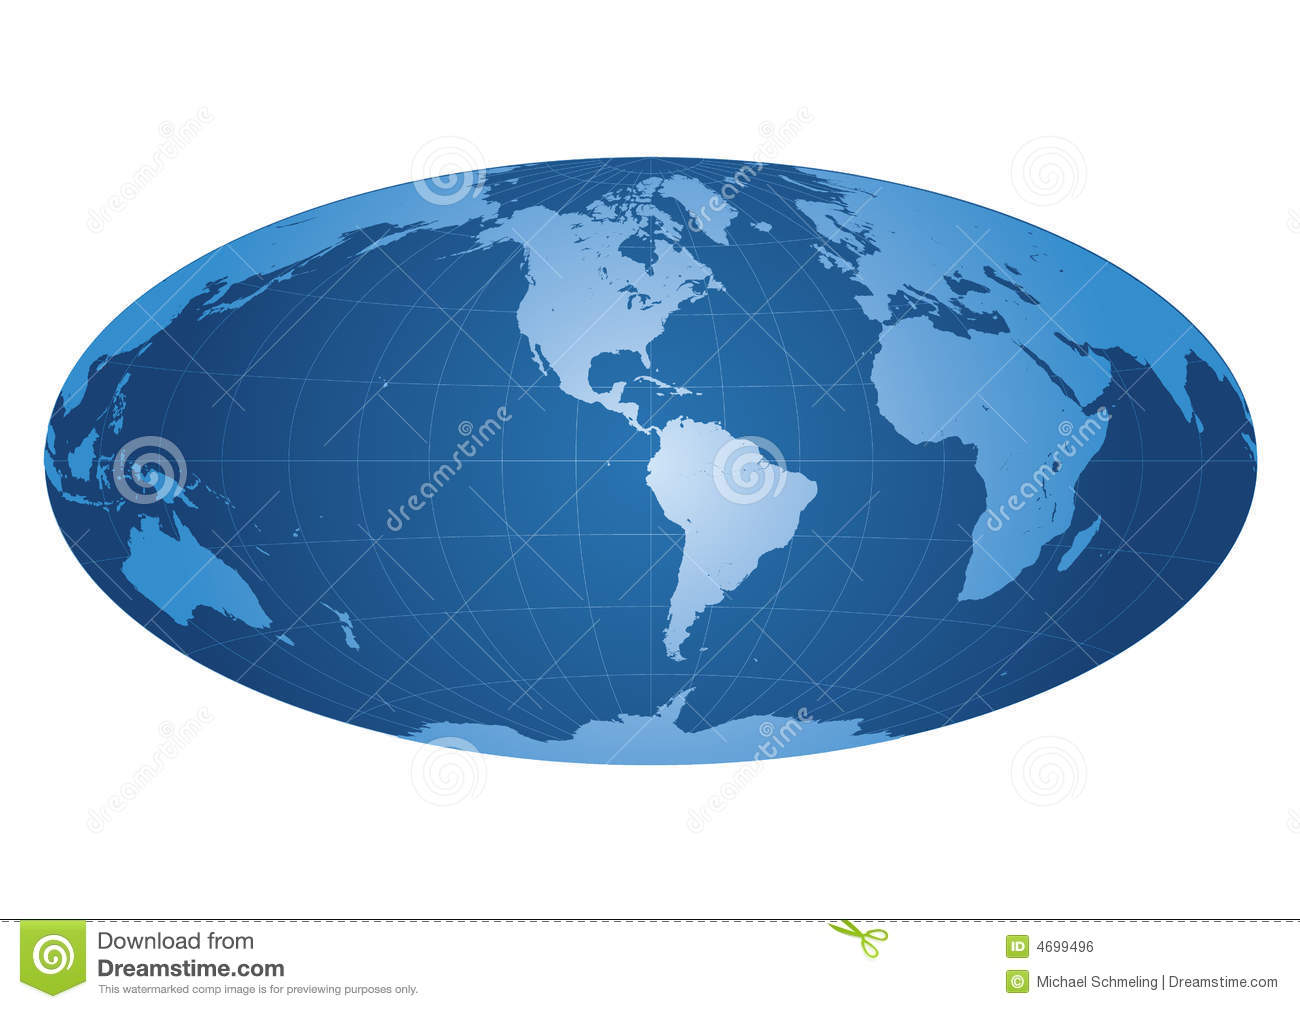 dreamstime
dreamstime
dreamstime
dreamstime
dreamstime
dreamstime
Download from
Dreamstime.com
This watermarked comp image is for previewing purposes only.
ID 4699496
© Michael Schmeling | Dreamstime.com